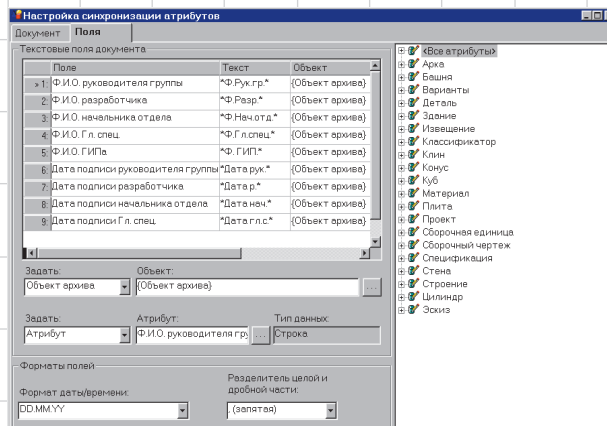 Настройка синхронизации атрибутов
Документ Поля
Текстовые поля документа
Поле Текст Объект
» 1: Ф.И.О. руководителя группы *Ф.Рук.гр.* {Объект архива}
2: Ф.И.О. разработчика *Ф.Разр.* {Объект архива}
3: Ф.И.О. начальника отдела *Ф.Нач.отд.* {Объект архива}
4: Ф.И.О. Гл. спец. *Ф.Гл.спец.* {Объект архива}
5: Ф.И.О. ГИПа *Ф. ГИП.* {Объект архива}
6: Дата подписи руководителя группы *Дата рук.* {Объект архива}
7: Дата подписи разработчика *Дата р.* {Объект архива}
8: Дата подписи начальника отдела *Дата нач.* {Объект архива}
9: Дата подписи Гл. спец. *Дата гл.с.* {Объект архива}
Задать: Объект:
Объект архива {Объект архива} ...
Задать: Атрибут: Тип данных:
Атрибут Ф.И.О. руководителя гру ... Строка
Форматы полей
Формат даты/времени: Разделитель целой и
дробной части:
DD.MM.YY , (запятая)
<Все атрибуты>
Арка
Башня
Варианты
Деталь
Здание
Извещение
Классификатор
Клин
Конус
Куб
Материал
Плита
Проект
Сборочная единица
Сборочный чертеж
Спецификация
Стена
Строение
Цилиндр
Эскиз